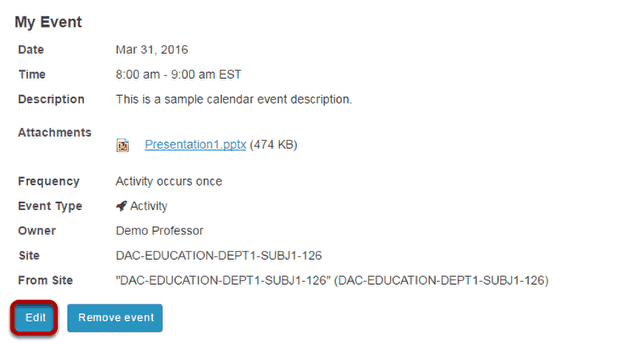 My Event
Date Mar 31, 2016
Time 8:00 am - 9:00 am EST
Description This is a sample calendar event description.
Attachments
Presentation1.pptx (474 KB)
Frequency Activity occurs once
Event Type Activity
Owner Demo Professor
Site DAC-EDUCATION-DEPT1-SUBJ1-126
From Site "DAC-EDUCATION-DEPT1-SUBJ1-126" (DAC-EDUCATION-DEPT1-SUBJ1-126)
Edit Remove event